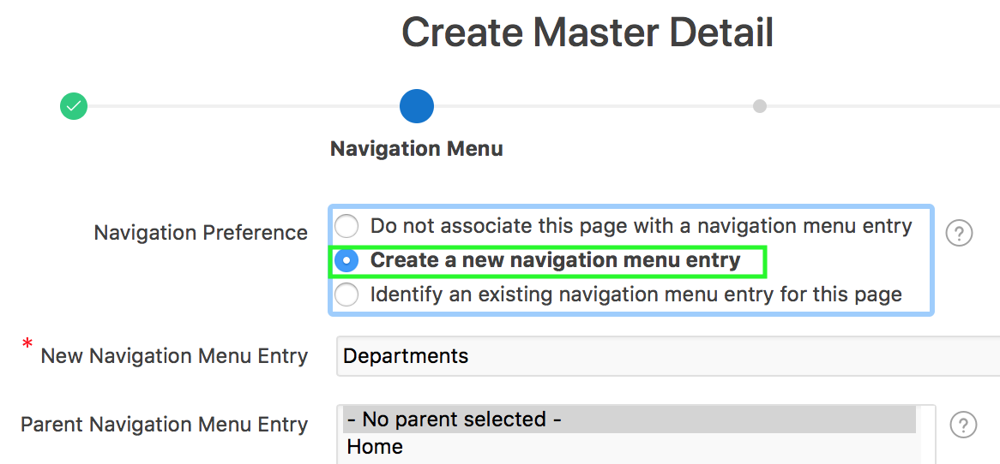 Create Master Detail
Navigation Menu
Navigation Preference
Do not associate this page with a navigation menu entry
?
Create a new navigation menu entry
Identify an existing navigation menu entry for this page
* New Navigation Menu Entry
Departments
Parent Navigation Menu Entry
- No parent selected -
?
Home